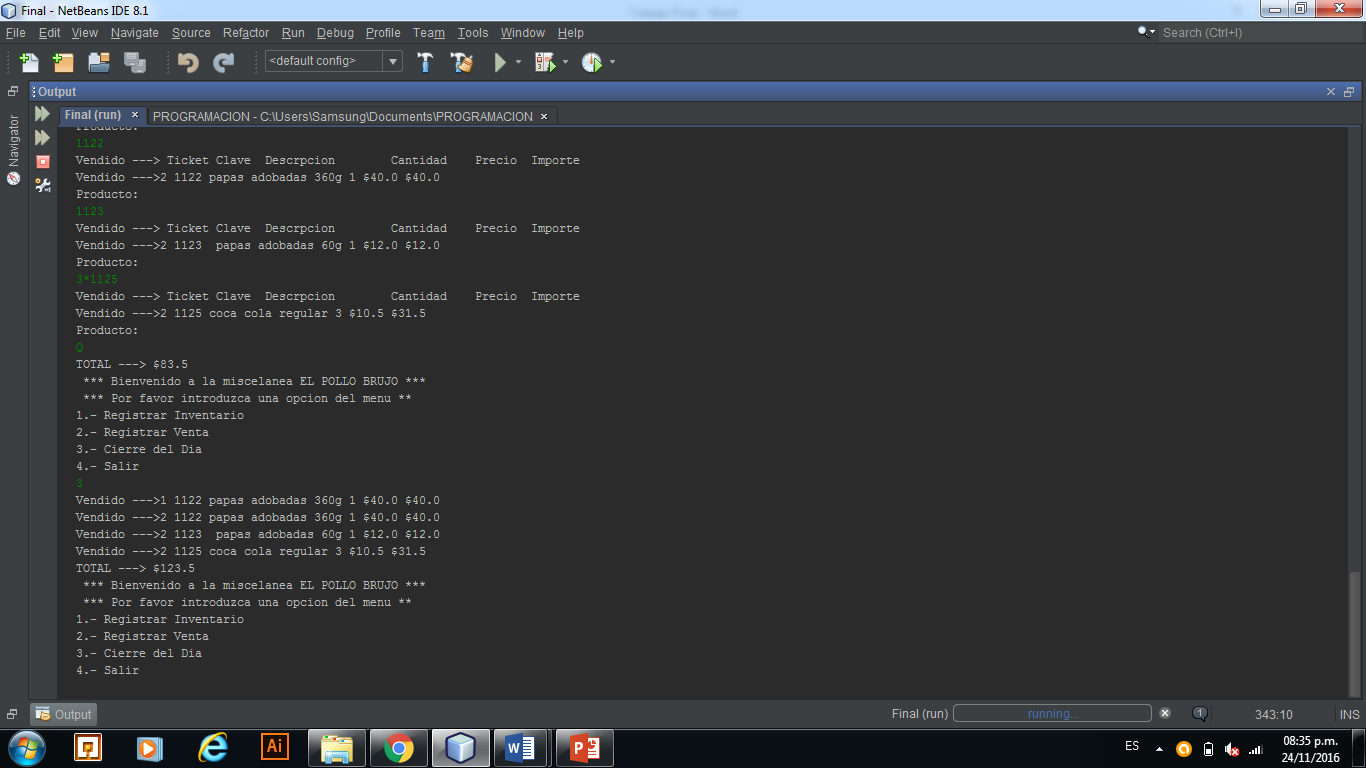 Final - NetBeans IDE 8.1
File Edit View Navigate Source Refactor Run Debug Profile Team Tools Window Help
Search (Ctrl+I)
<default config>
Output
Navigator
Final (run) PROGRAMACION - C:\Users\Samsung\Documents\PROGRAMACION
Producto:
1122
Vendido ---> Ticket Clave Descrpcion Cantidad Precio Importe
Vendido --->2 1122 papas adobadas 360g 1 $40.0 $40.0
Producto:
1123
Vendido ---> Ticket Clave Descrpcion Cantidad Precio Importe
Vendido --->2 1123  papas adobadas 60g 1 $12.0 $12.0
Producto:
3*1125
Vendido ---> Ticket Clave Descrpcion Cantidad Precio Importe
Vendido --->2 1125 coca cola regular 3 $10.5 $31.5
Producto:
Q
TOTAL ---> $83.5
*** Bienvenido a la miscelanea EL POLLO BRUJO ***
*** Por favor introduzca una opcion del menu **
1.- Registrar Inventario
2.- Registrar Venta
3.- Cierre del Dia
4.- Salir
3
Vendido --->1 1122 papas adobadas 360g 1 $40.0 $40.0
Vendido --->2 1122 papas adobadas 360g 1 $40.0 $40.0
Vendido --->2 1123  papas adobadas 60g 1 $12.0 $12.0
Vendido --->2 1125 coca cola regular 3 $10.5 $31.5
TOTAL ---> $123.5
*** Bienvenido a la miscelanea EL POLLO BRUJO ***
*** Por favor introduzca una opcion del menu **
1.- Registrar Inventario
2.- Registrar Venta
3.- Cierre del Dia
4.- Salir
Output
Final (run) running... 1 343:10 INS
Ai
ES
08:35 p.m.
24/11/2016